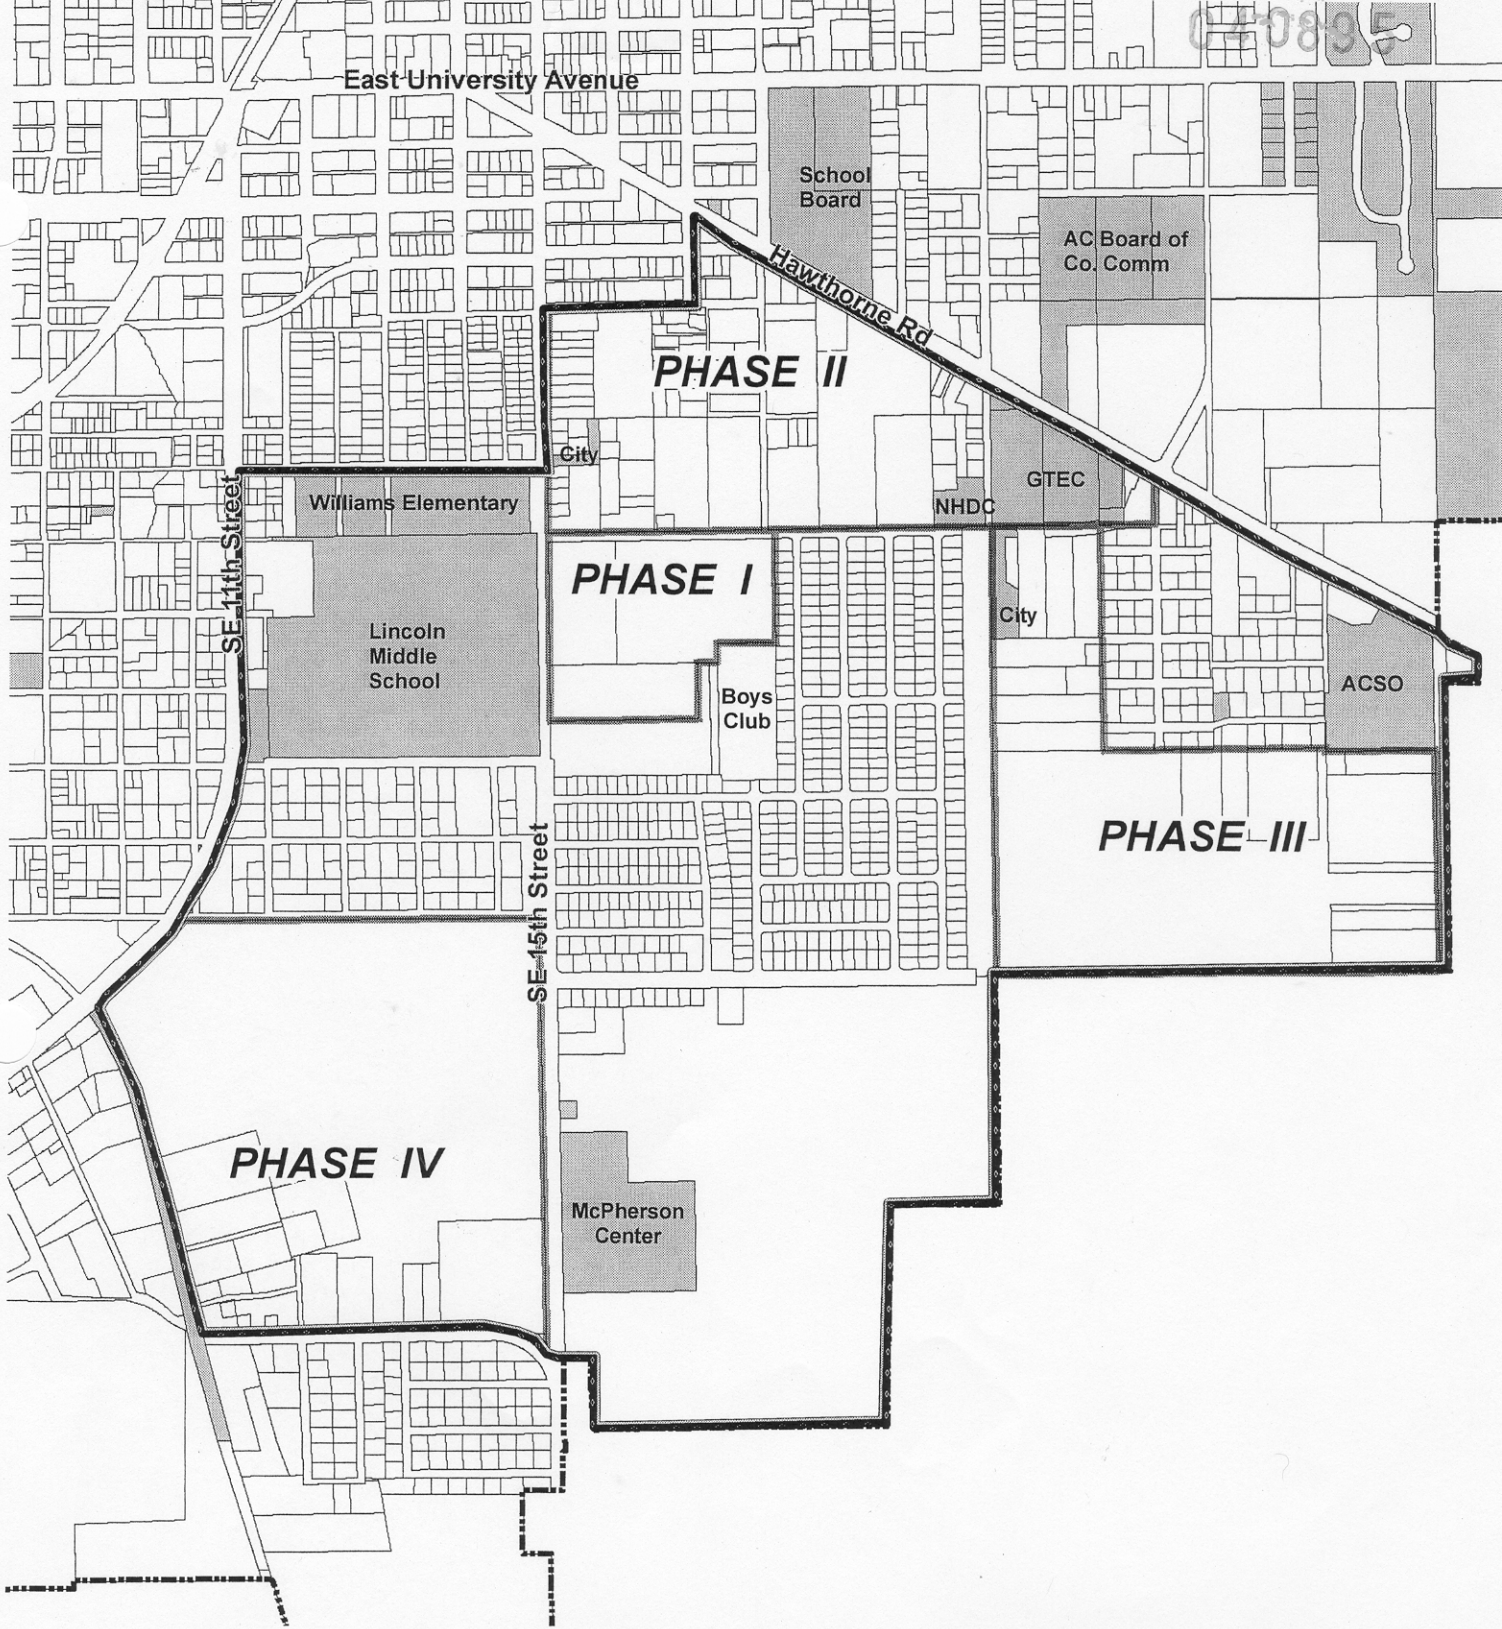 040895
East University Avenue
School
Board
AC Board of
Co. Comm
Hawthorne Rd
PHASE II
City
GTEC
Williams Elementary
NHDC
SE 11th Street
PHASE I
City
Lincoln
Middle
School
ACSO
Boys
Club
PHASE III
SE 15th Street
PHASE IV
McPherson
Center